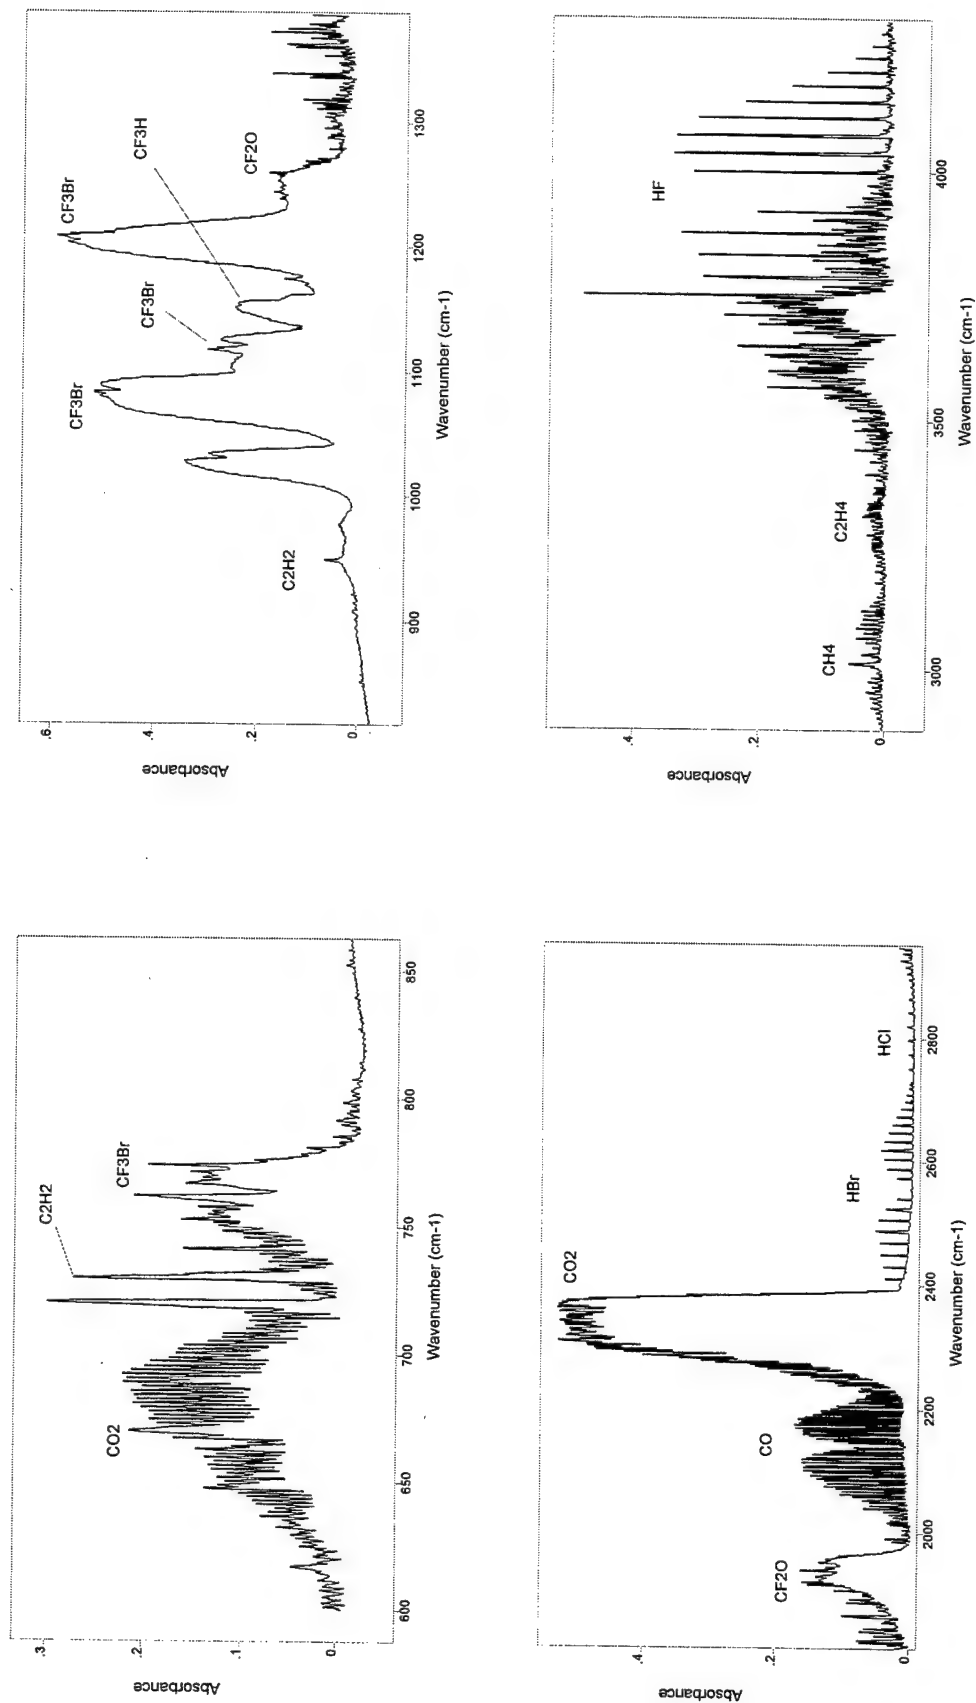 .3
.2
.1
0.
Absorbance
CO2
C2H2
CF3Br
600
650
700
750
800
850
Wavenumber (cm-1)
.6
.4
.2
0.
Absorbance
C2H2
CF3Br
CF3Br
CF3Br
CF3H
CF2O
900
1000
1100
1200
1300
Wavenumber (cm-1)
.4
.2
0.
Absorbance
CF2O
CO
CO2
HBr
HCl
2000
2200
2400
2600
2800
Wavenumber (cm-1)
.4
.2
0.
Absorbance
CH4
C2H4
HF
3000
3500
4000
Wavenumber (cm-1)